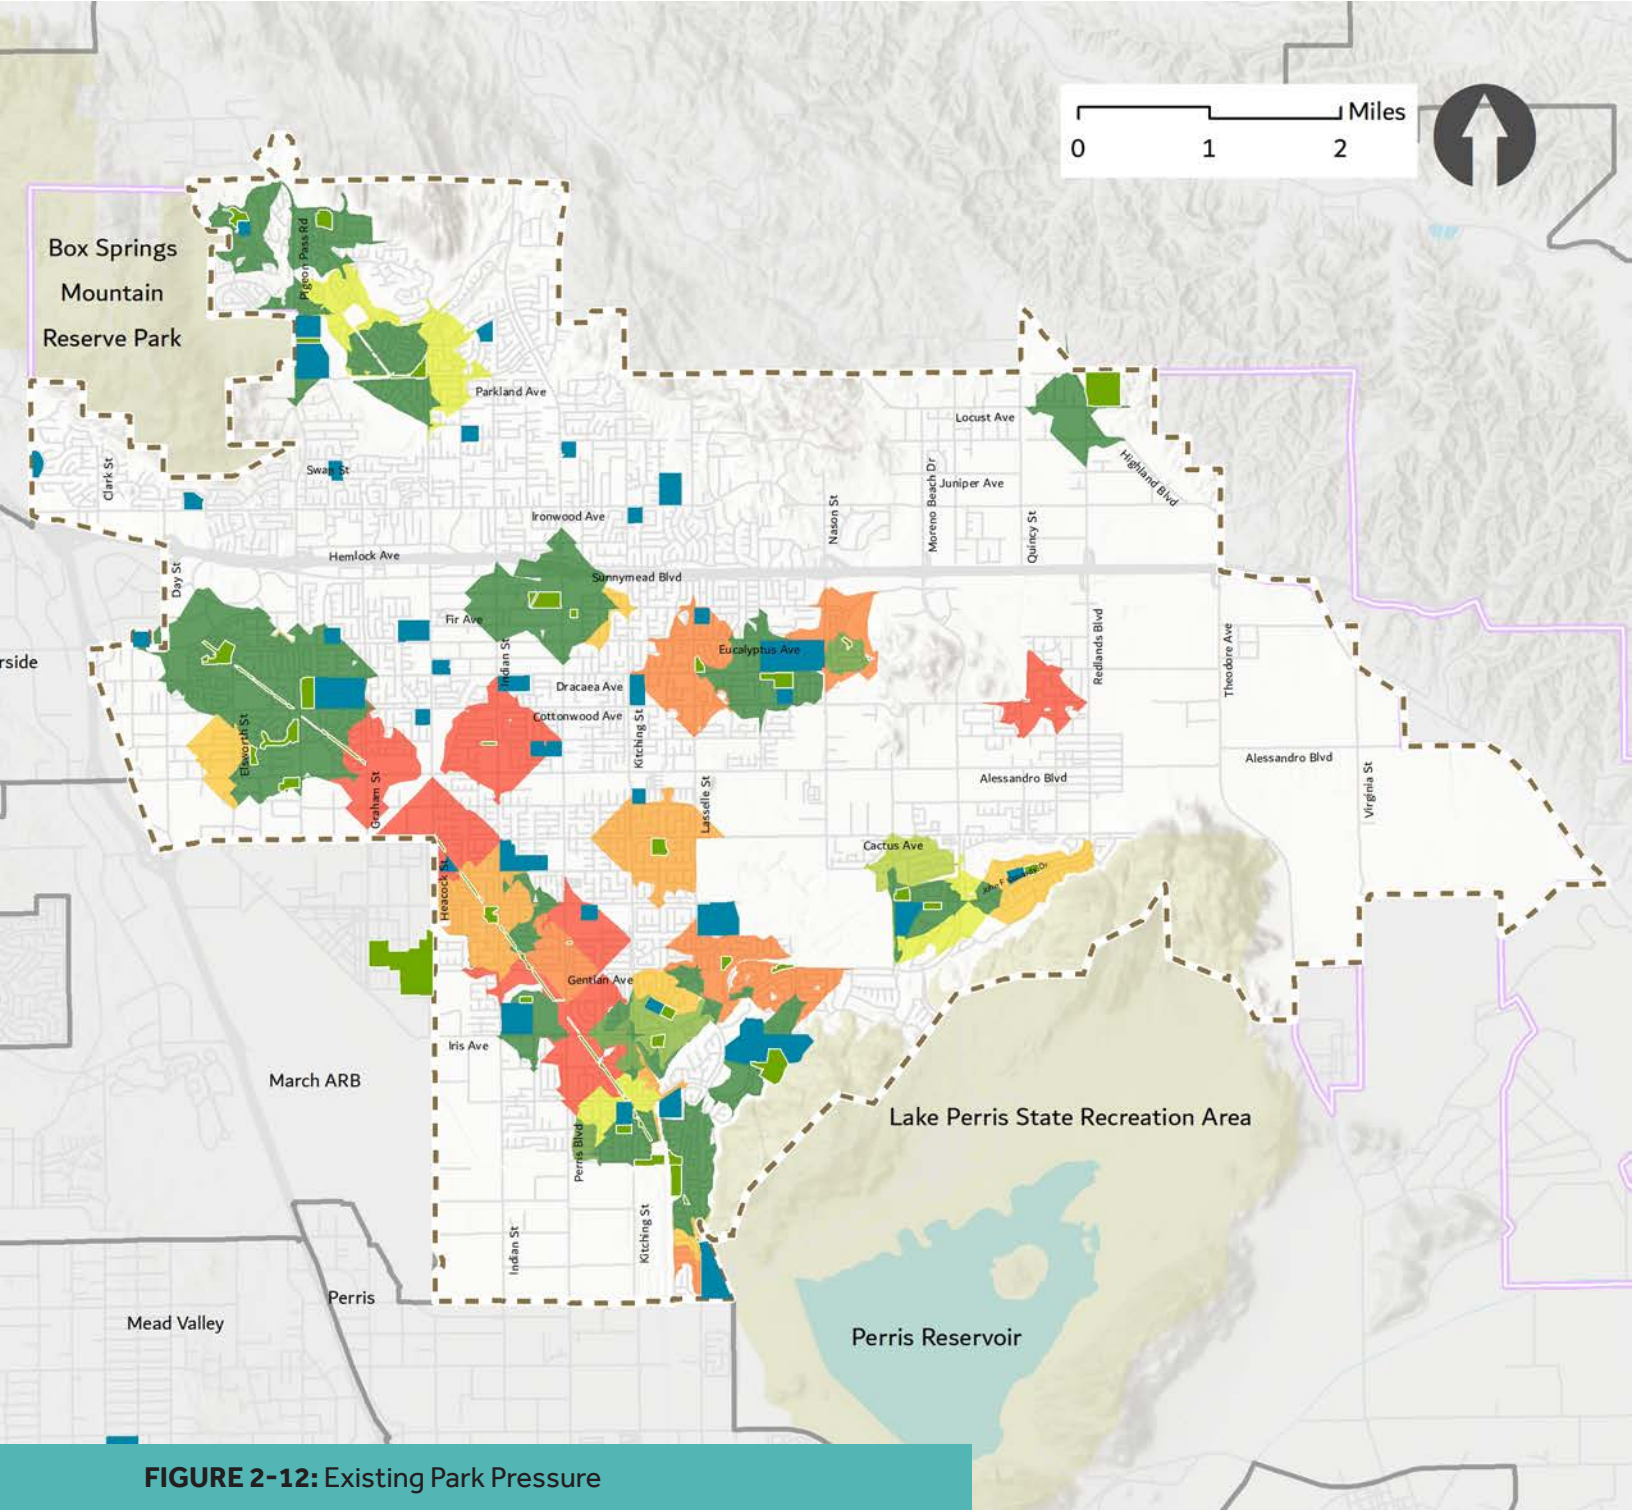 Miles
0 1 2
Box Springs
Mountain
Reserve Park
Pigeon Pass Rd
Parkland Ave
Locust Ave
Highland Blvd
Clark St
Swan St
Juniper Ave
Moreno Beach Dr
Nason St
Quincy St
Ironwood Ave
Hemlock Ave
Day St
Sunnymead Blvd
Fir Ave
Indian St
Eucalyptus Ave
Redlands Blvd
Theodore Ave
rside
Dracaea Ave
Cottonwood Ave
Kitching St
Elsworth St
Graham St
Alessandro Blvd
Alessandro Blvd
Virginia St
Lasselle St
Cactus Ave
John F Kennedy Dr
Heacock St
Gentian Ave
Iris Ave
March ARB
Lake Perris State Recreation Area
Perris Blvd
Indian St
Kitching St
Perris
Mead Valley
Perris Reservoir
FIGURE 2-12: Existing Park Pressure